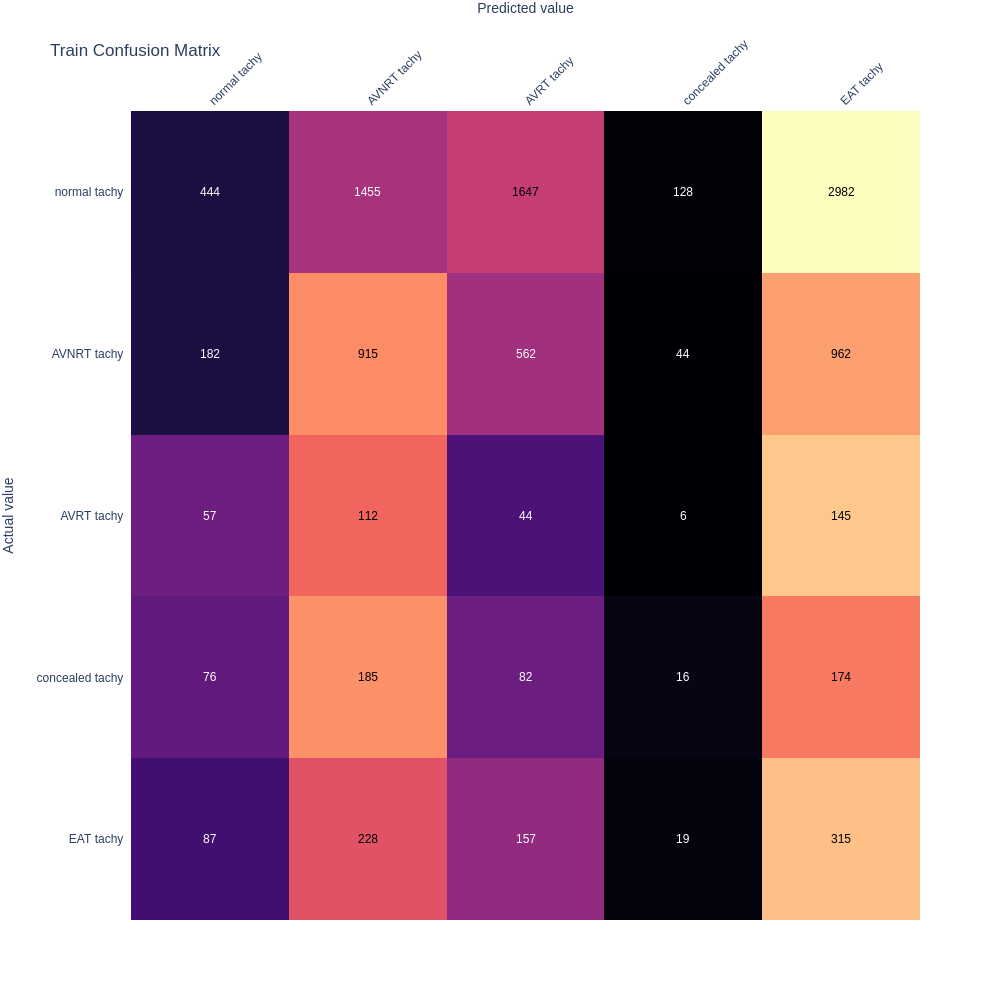 Predicted value
Train Confusion Matrix
normal tachy
AVNRT tachy
AVRT tachy
concealed tachy
EAT tachy
Actual value
normal tachy
444
1455
1647
128
2982
AVNRT tachy
182
915
562
44
962
AVRT tachy
57
112
44
6
145
concealed tachy
76
185
82
16
174
EAT tachy
87
228
157
19
315